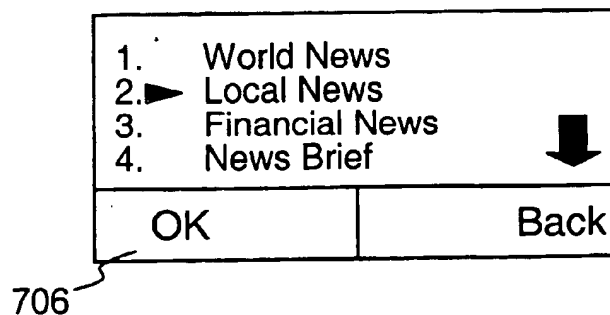 1. World News
2. Local News
3. Financial News
4. News Brief
OK Back
706